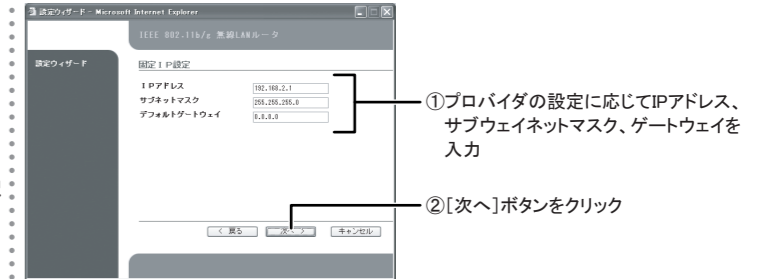 設定ウィザード - Microsoft Internet Explorer
IEEE 802.11b/g 無線LANルータ
設定ウィザード
固定IP設定
IPアドレス 192.168.2.1
サブネットマスク 255.255.255.0
デフォルトゲートウェイ 0.0.0.0
①プロバイダの設定に応じてIPアドレス、
サブウェイネットマスク、ゲートウェイを
入力
②[次へ]ボタンをクリック
< 戻る 次へ > キャンセル